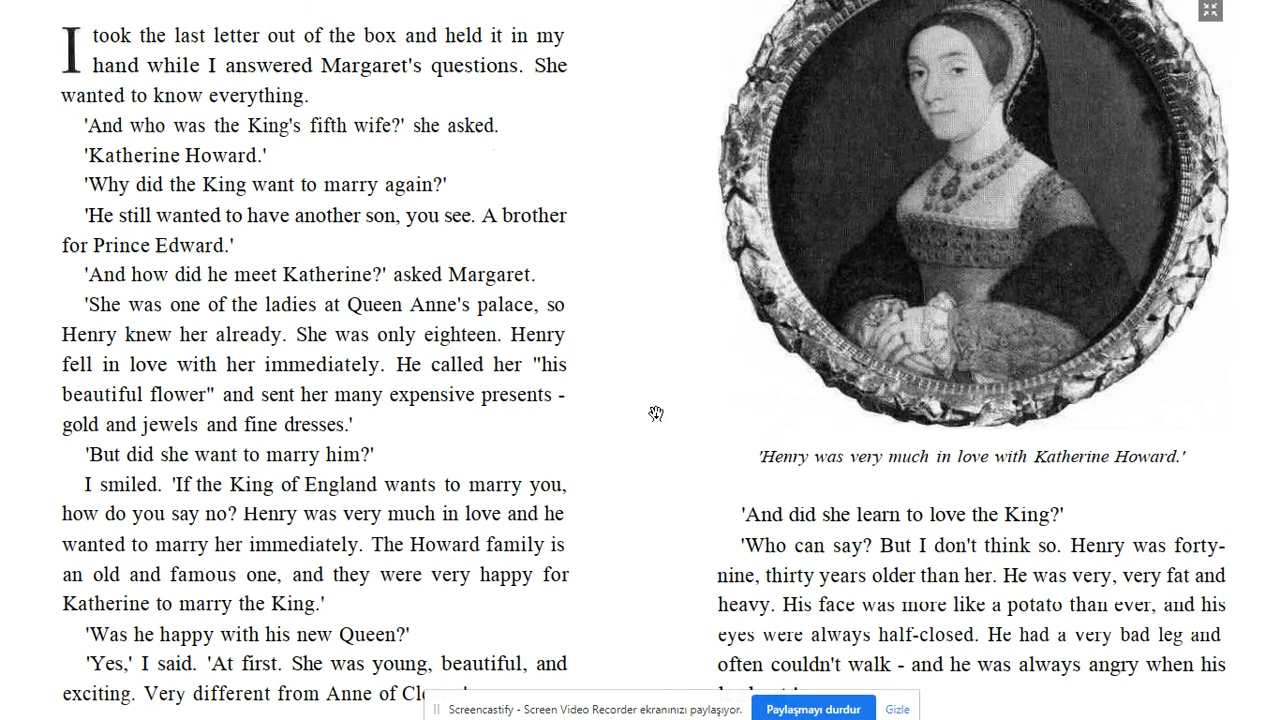 I took the last letter out of the box and held it in my
hand while I answered Margaret's questions. She
wanted to know everything.
'And who was the King's fifth wife?' she asked.
'Katherine Howard.'
'Why did the King want to marry again?'
'He still wanted to have another son, you see. A brother
for Prince Edward.'
'And how did he meet Katherine?' asked Margaret.
'She was one of the ladies at Queen Anne's palace, so
Henry knew her already. She was only eighteen. Henry
fell in love with her immediately. He called her "his
beautiful flower" and sent her many expensive presents -
gold and jewels and fine dresses.'
'But did she want to marry him?'
I smiled. 'If the King of England wants to marry you,
how do you say no? Henry was very much in love and he
wanted to marry her immediately. The Howard family is
an old and famous one, and they were very happy for
Katherine to marry the King.'
'Was he happy with his new Queen?'
'Yes,' I said. 'At first. She was young, beautiful, and
exciting. Very different from Anne of
'Henry was very much in love with Katherine Howard.'
'And did she learn to love the King?'
'Who can say? But I don't think so. Henry was forty-
nine, thirty years older than her. He was very, very fat and
heavy. His face was more like a potato than ever, and his
eyes were always half-closed. He had a very bad leg and
often couldn't walk - and he was always angry when his
Screencastify - Screen Video Recorder ekranınızı paylaşıyor.
Paylaşmayı durdur
Gizle